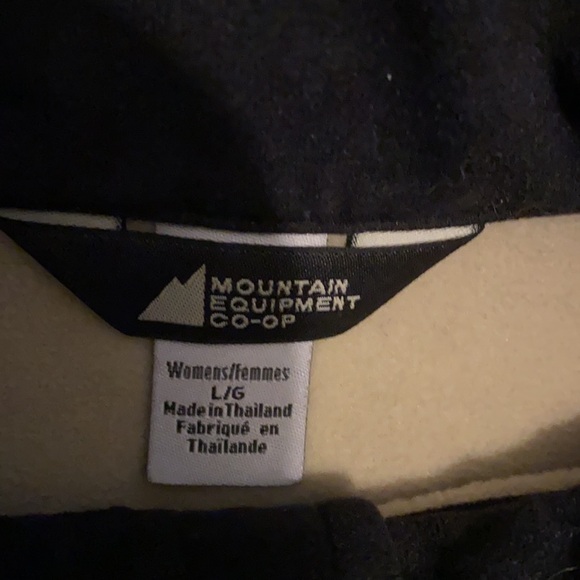 MOUNTAIN
EQUIPMENT
CO-OP
Womens/femmes
L/G
Made in Thailand
Fabriqué en
Thaïlande